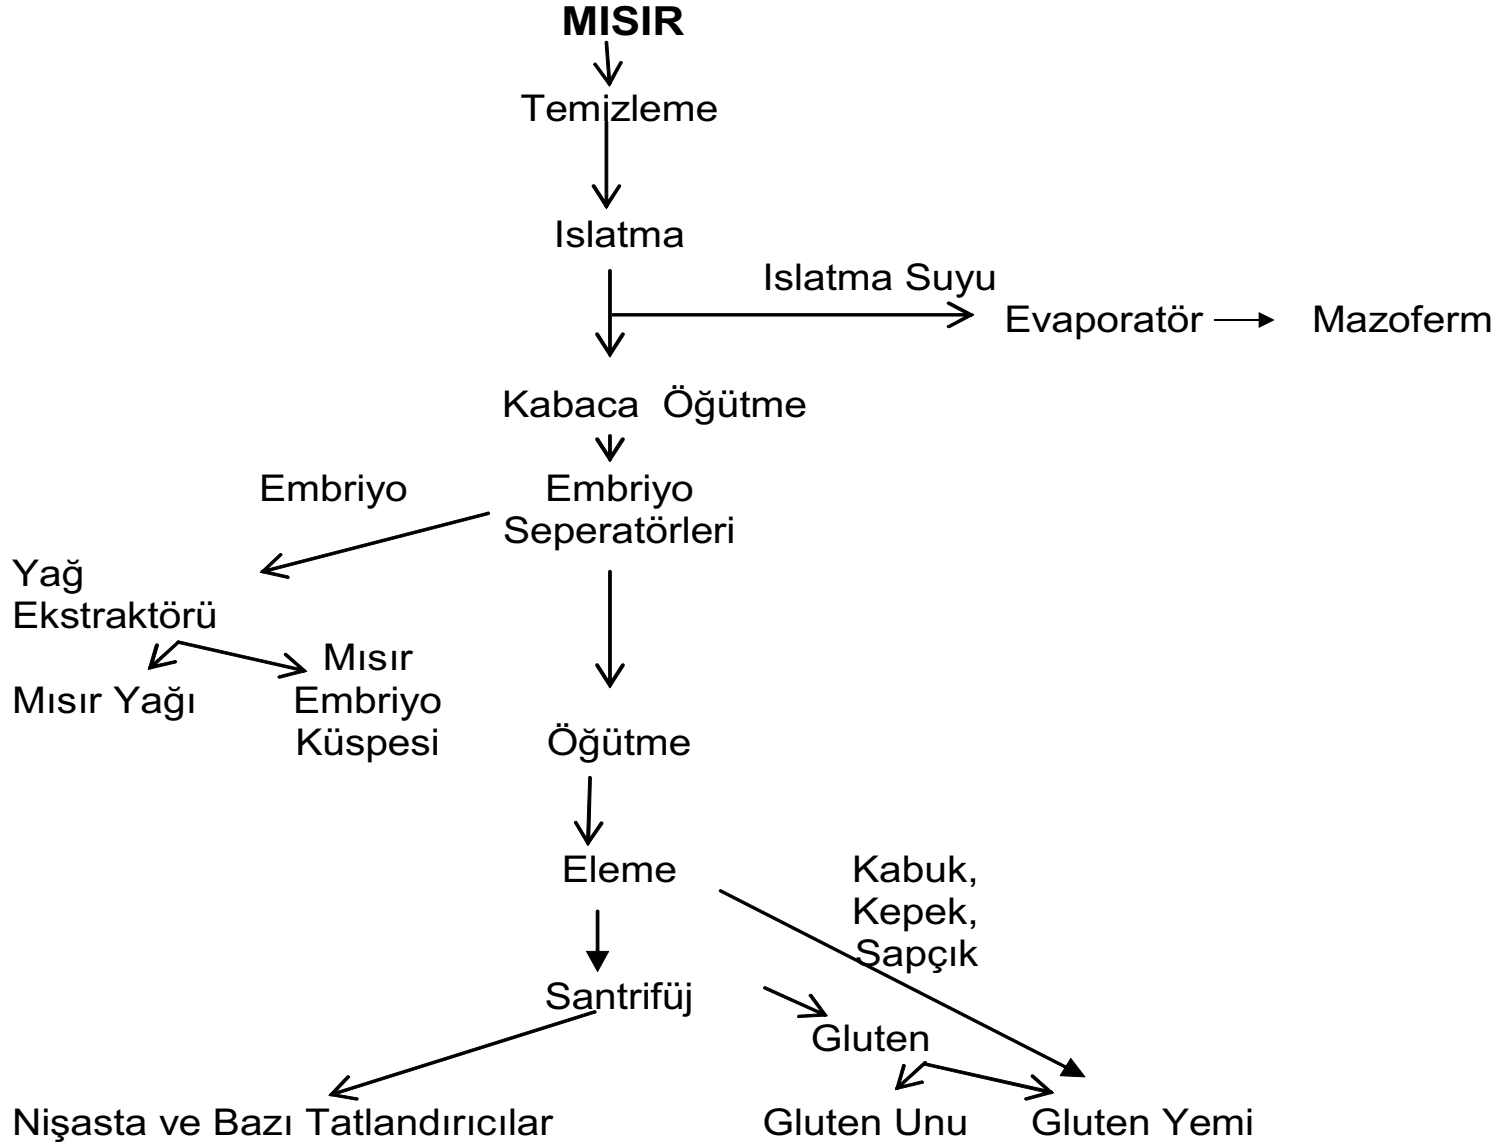 MISIR
Temizleme
Islatma
Islatma Suyu
Evaporatör
Mazoferm
Kabaca Öğütme
Embriyo
Embriyo
Seperatörleri
Yağ
Ekstraktörü
Mısır Yağı
Mısır
Embriyo
Küspesi
Öğütme
Eleme
Kabuk,
Kepek,
Sapçık
Santrifüj
Gluten
Nişasta ve Bazı Tatlandırıcılar
Gluten Unu
Gluten Yemi